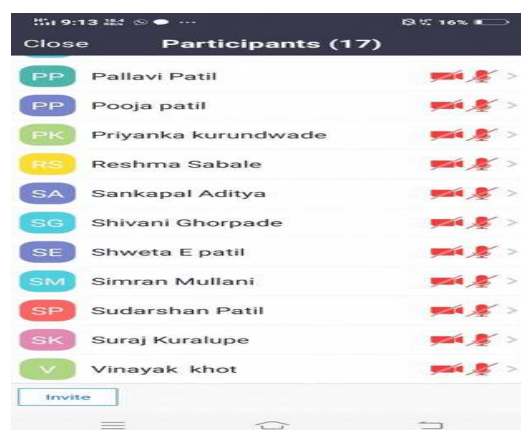 9:13
16%
Close Participants (17)
PP Pallavi Patil
PP Pooja patil
PK Priyanka kurundwade
RS Reshma Sabale
SA Sankapal Aditya
SG Shivani Ghorpade
SE Shweta E patil
SM Simran Mullani
SP Sudarshan Patil
SK Suraj Kuralupe
V Vinayak khot
Invite